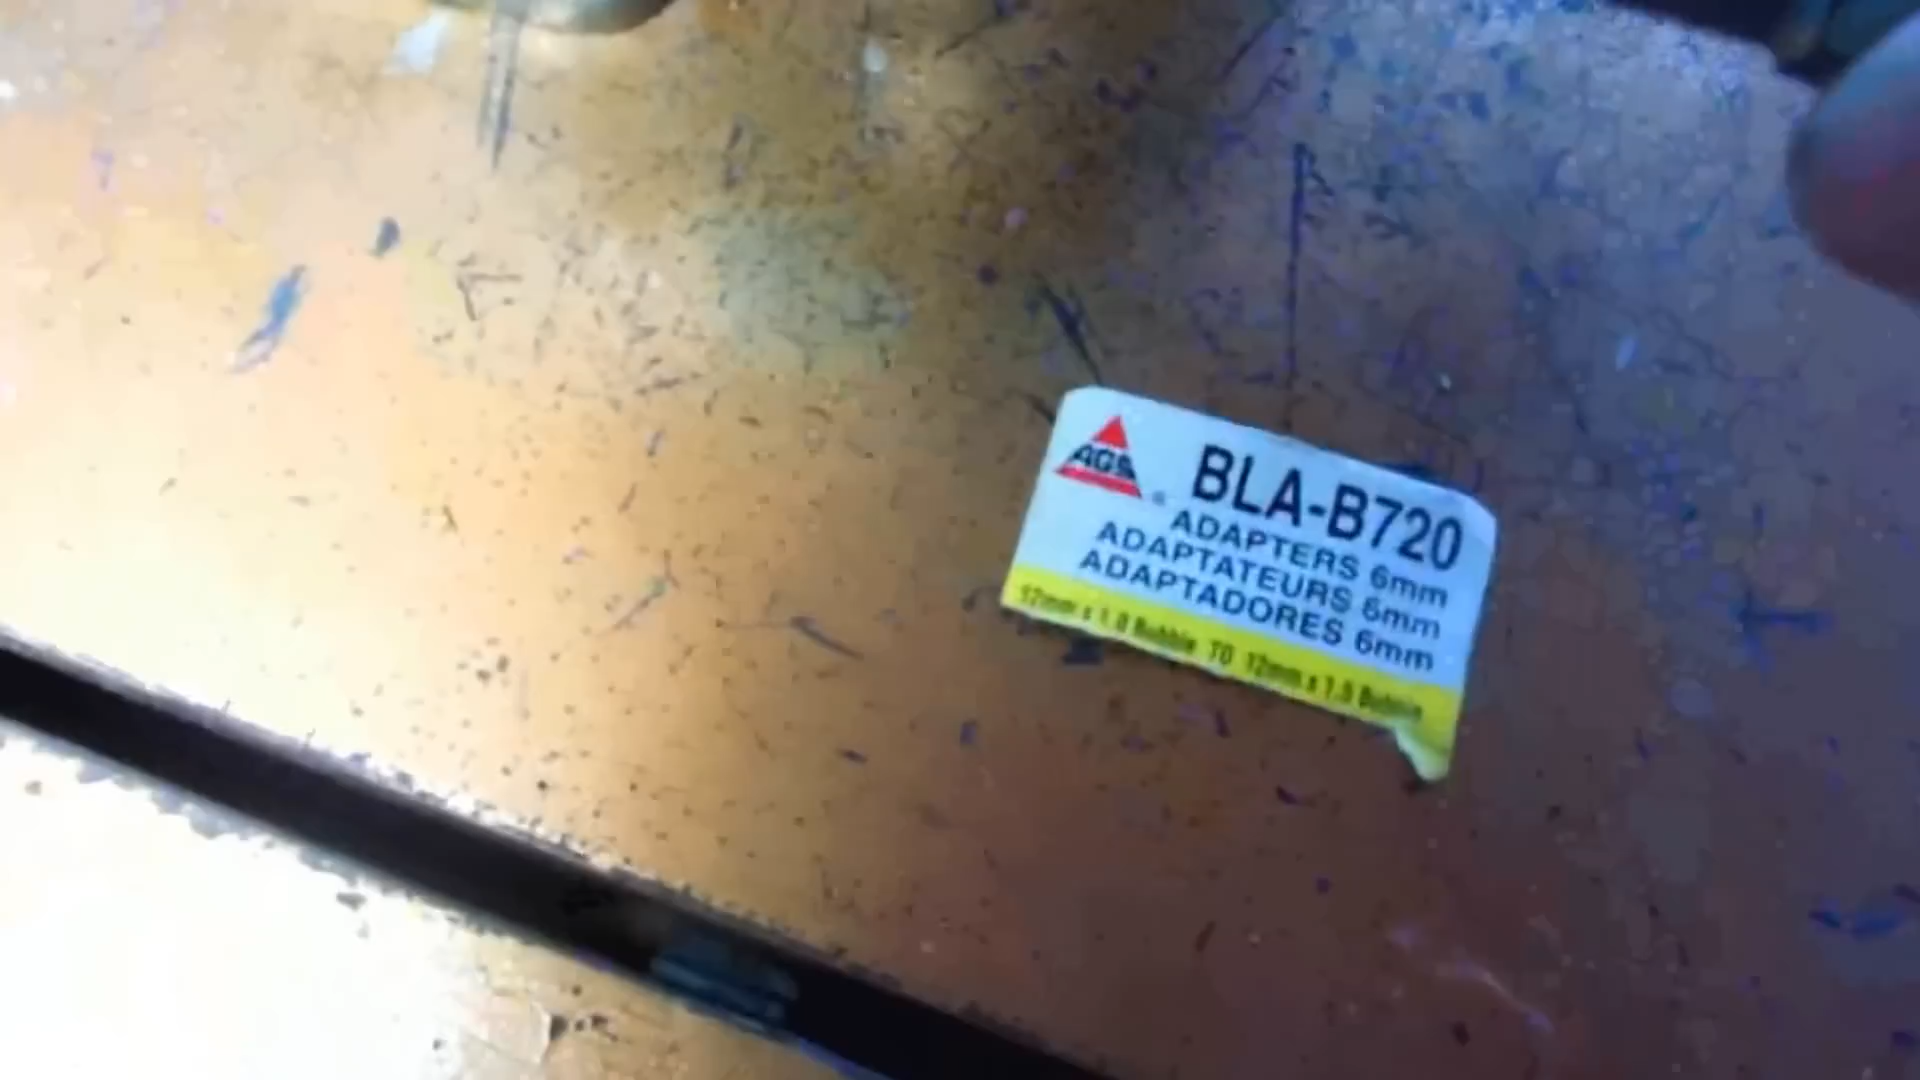 AGS
BLA-B720
ADAPTERS 6mm
ADAPTATEURS 6mm
ADAPTADORES 6mm
12mm x 1.0 Bubble TO 12mm x 1.0 Bubble